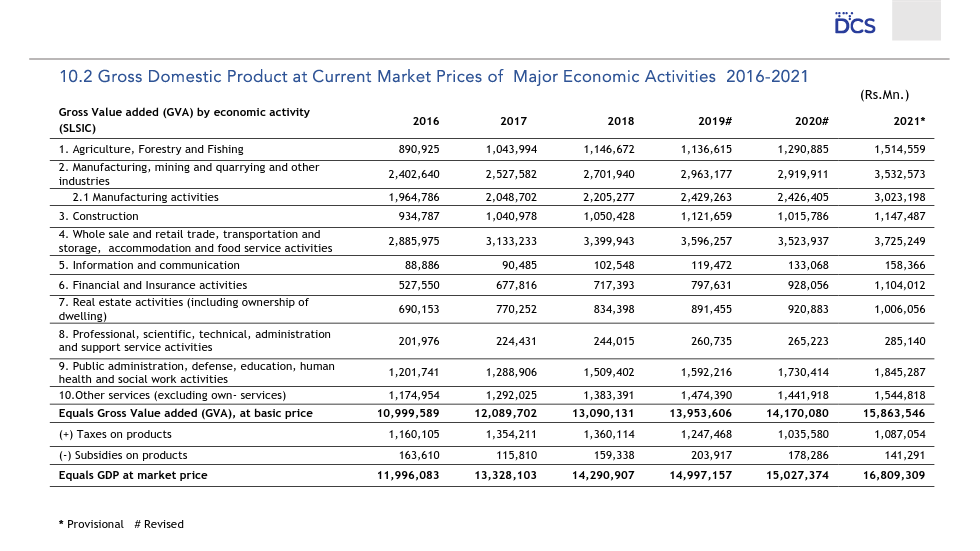 DCS
10.2 Gross Domestic Product at Current Market Prices of Major Economic Activities 2016-2021
(Rs.Mn.)
Gross Value added (GVA) by economic activity
(SLSIC) 2016 2017 2018 2019# 2020# 2021*
1. Agriculture, Forestry and Fishing 890,925 1,043,994 1,146,672 1,136,615 1,290,885 1,514,559
2. Manufacturing, mining and quarrying and other
industries 2,402,640 2,527,582 2,701,940 2,963,177 2,919,911 3,532,573
2.1 Manufacturing activities 1,964,786 2,048,702 2,205,277 2,429,263 2,426,405 3,023,198
3. Construction 934,787 1,040,978 1,050,428 1,121,659 1,015,786 1,147,487
4. Whole sale and retail trade, transportation and
storage, accommodation and food service activities 2,885,975 3,133,233 3,399,943 3,596,257 3,523,937 3,725,249
5. Information and communication 88,886 90,485 102,548 119,472 133,068 158,366
6. Financial and Insurance activities 527,550 677,816 717,393 797,631 928,056 1,104,012
7. Real estate activities (including ownership of
dwelling) 690,153 770,252 834,398 891,455 920,883 1,006,056
8. Professional, scientific, technical, administration
and support service activities 201,976 224,431 244,015 260,735 265,223 285,140
9. Public administration, defense, education, human
health and social work activities 1,201,741 1,288,906 1,509,402 1,592,216 1,730,414 1,845,287
10.Other services (excluding own- services) 1,174,954 1,292,025 1,383,391 1,474,390 1,441,918 1,544,818
Equals Gross Value added (GVA), at basic price 10,999,589 12,089,702 13,090,131 13,953,606 14,170,080 15,863,546
(+) Taxes on products 1,160,105 1,354,211 1,360,114 1,247,468 1,035,580 1,087,054
(-) Subsidies on products 163,610 115,810 159,338 203,917 178,286 141,291
Equals GDP at market price 11,996,083 13,328,103 14,290,907 14,997,157 15,027,374 16,809,309
* Provisional # Revised